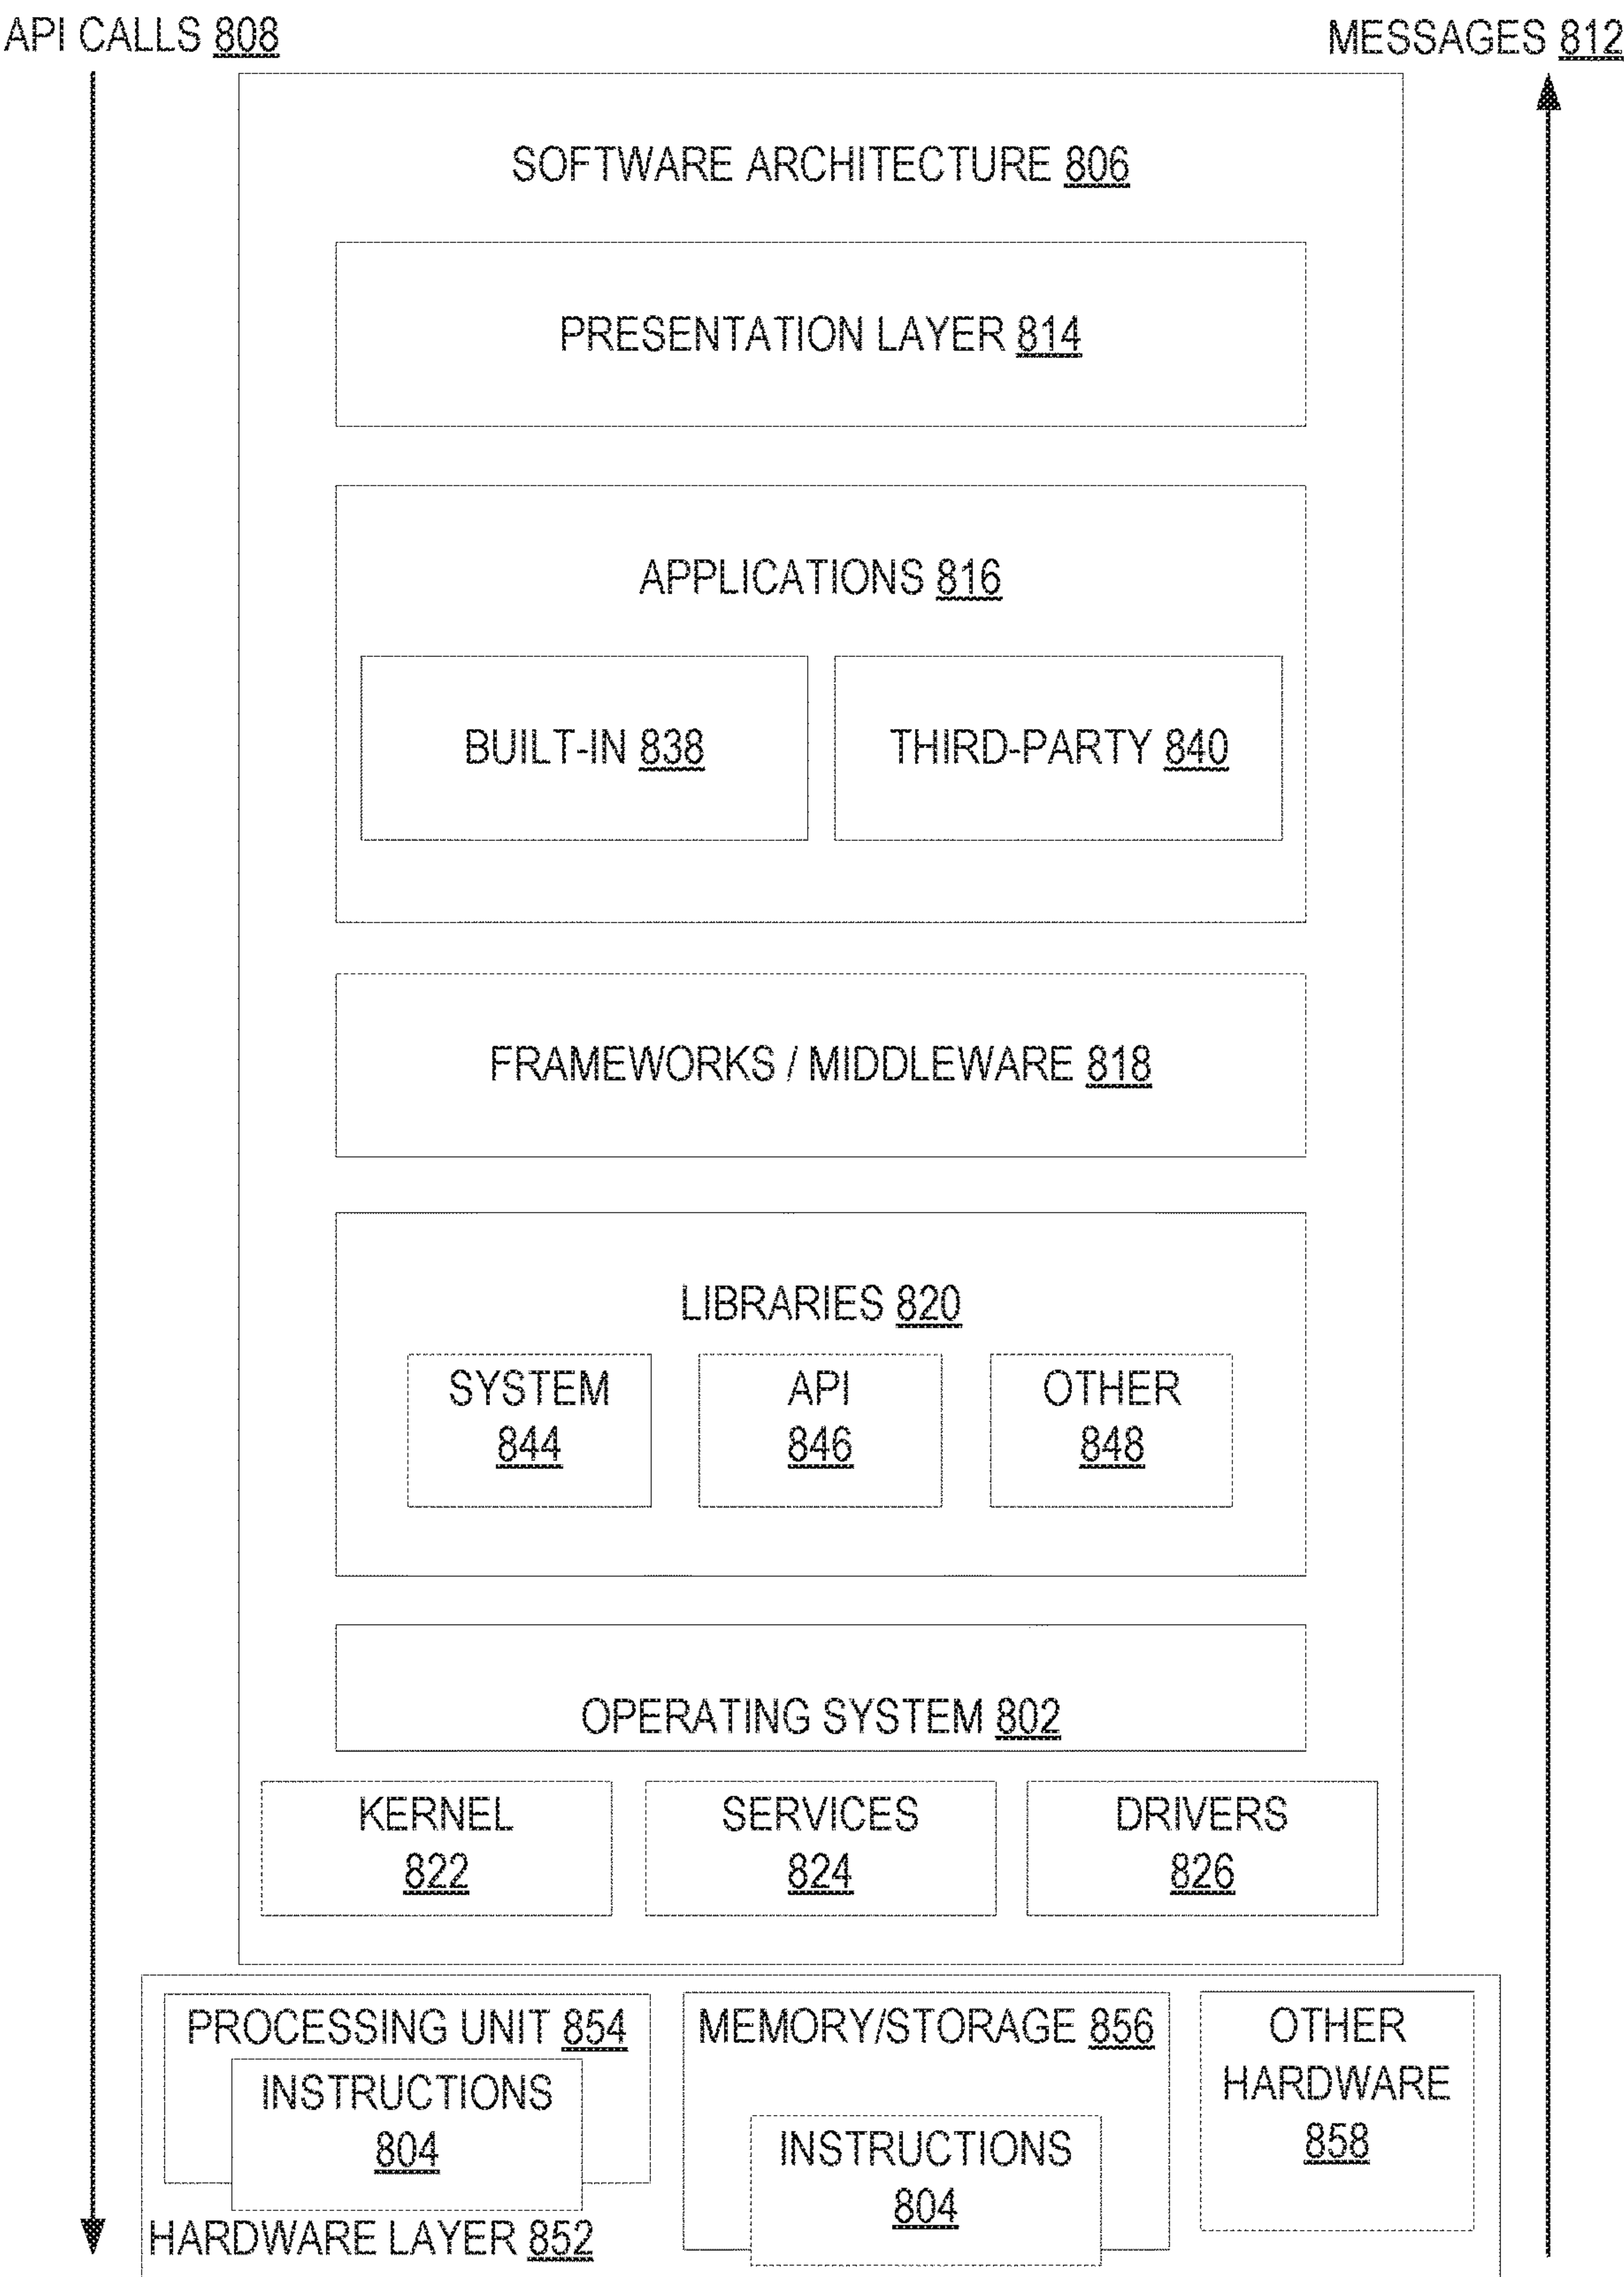 API CALLS 808
MESSAGES 812
SOFTWARE ARCHITECTURE 806
PRESENTATION LAYER 814
APPLICATIONS 816
BUILT-IN 838
THIRD-PARTY 840
FRAMEWORKS / MIDDLEWARE 818
LIBRARIES 820
SYSTEM
844
API
846
OTHER
848
OPERATING SYSTEM 802
KERNEL
822
SERVICES
824
DRIVERS
826
PROCESSING UNIT 854
INSTRUCTIONS
804
MEMORY/STORAGE 856
INSTRUCTIONS
804
OTHER
HARDWARE
858
HARDWARE LAYER 852